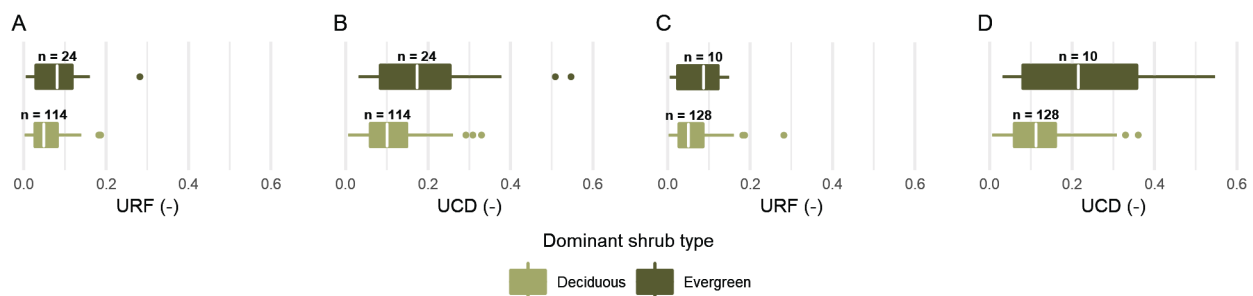 A B C D
n = 24 n = 24 n = 10 n = 10
n = 114 n = 114 n = 128 n = 128
0.0 0.2 0.4 0.6 0.0 0.2 0.4 0.6 0.0 0.2 0.4 0.6 0.0 0.2 0.4 0.6
URF (-) UCD (-) URF (-) UCD (-)
Dominant shrub type
Deciduous Evergreen